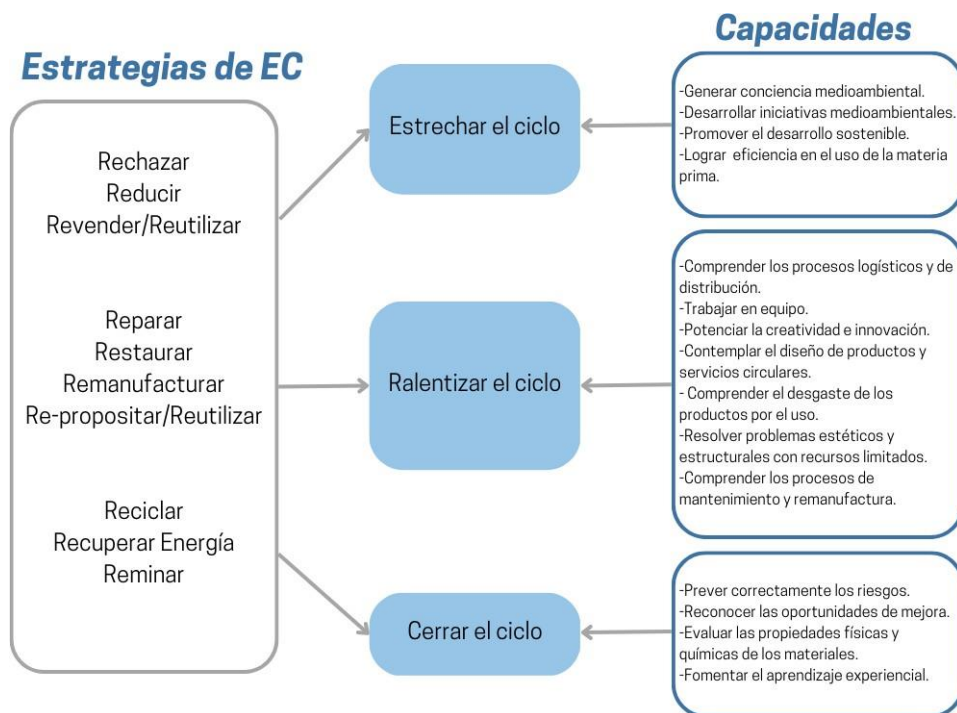 Estrategias de EC
Rechazar
Reducir
Revender/Reutilizar
Reparar
Restaurar
Remanufacturar
Re-propositar/Reutilizar
Reciclar
Recuperar Energía
Reminar
Estrechar el ciclo
Ralentizar el ciclo
Cerrar el ciclo
Capacidades
-Generar conciencia medioambiental.
-Desarrollar iniciativas medioambientales.
-Promover el desarrollo sostenible.
-Lograr eficiencia en el uso de la materia
prima.
-Comprender los procesos logísticos y de
distribución.
-Trabajar en equipo.
-Potenciar la creatividad e innovación.
-Contemplar el diseño de productos y
servicios circulares.
- Comprender el desgaste de los
productos por el uso.
-Resolver problemas estéticos y
estructurales con recursos limitados.
-Comprender los procesos de
mantenimiento y remanufactura.
-Prever correctamente los riesgos.
-Reconocer las oportunidades de mejora.
-Evaluar las propiedades físicas y
químicas de los materiales.
-Fomentar el aprendizaje experiencial.